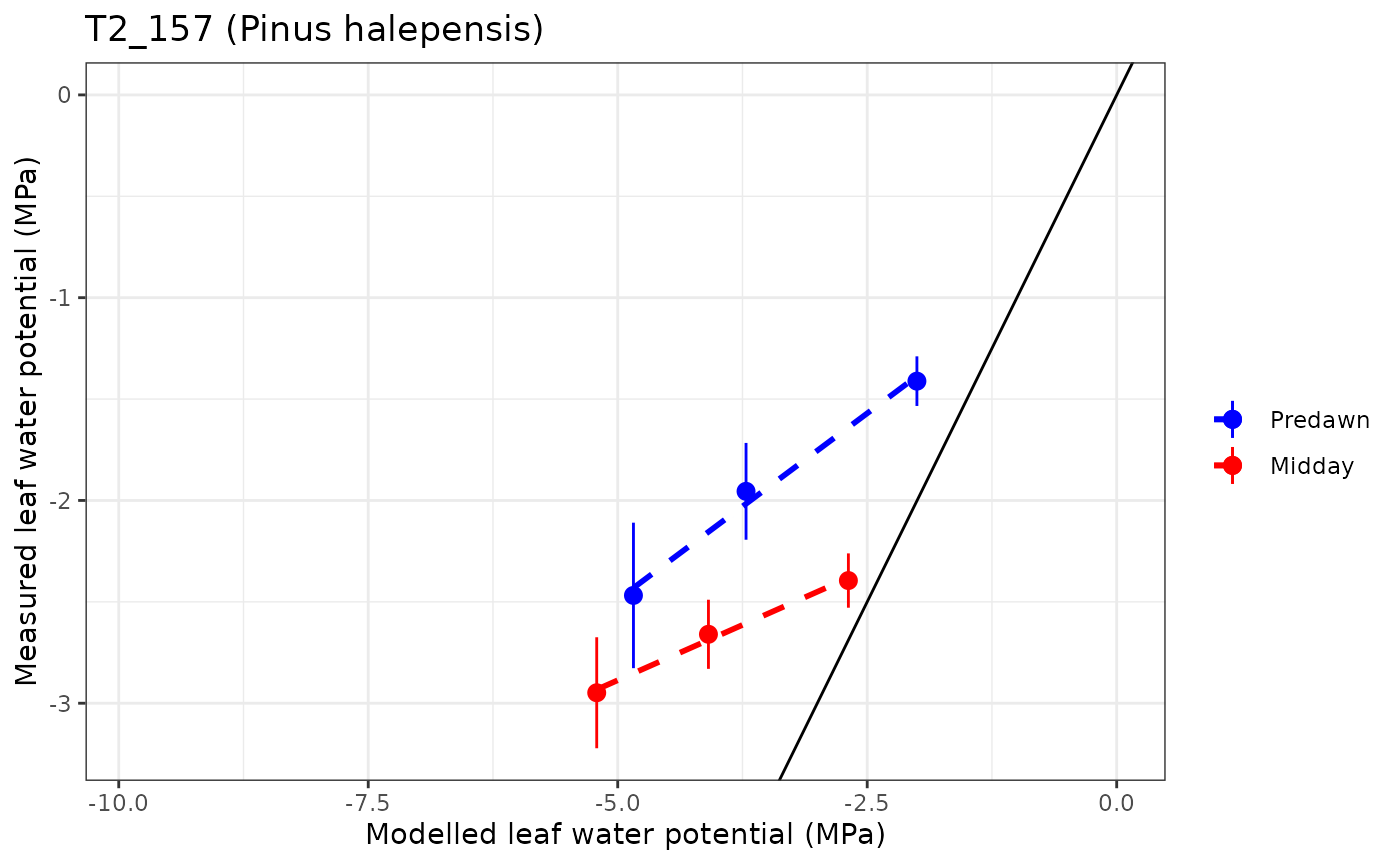 T2_157 (Pinus halepensis)
Measured leaf water potential (MPa)
0
-1
-2
-3
-10.0
-7.5
-5.0
-2.5
0.0
Modelled leaf water potential (MPa)
Predawn
Midday